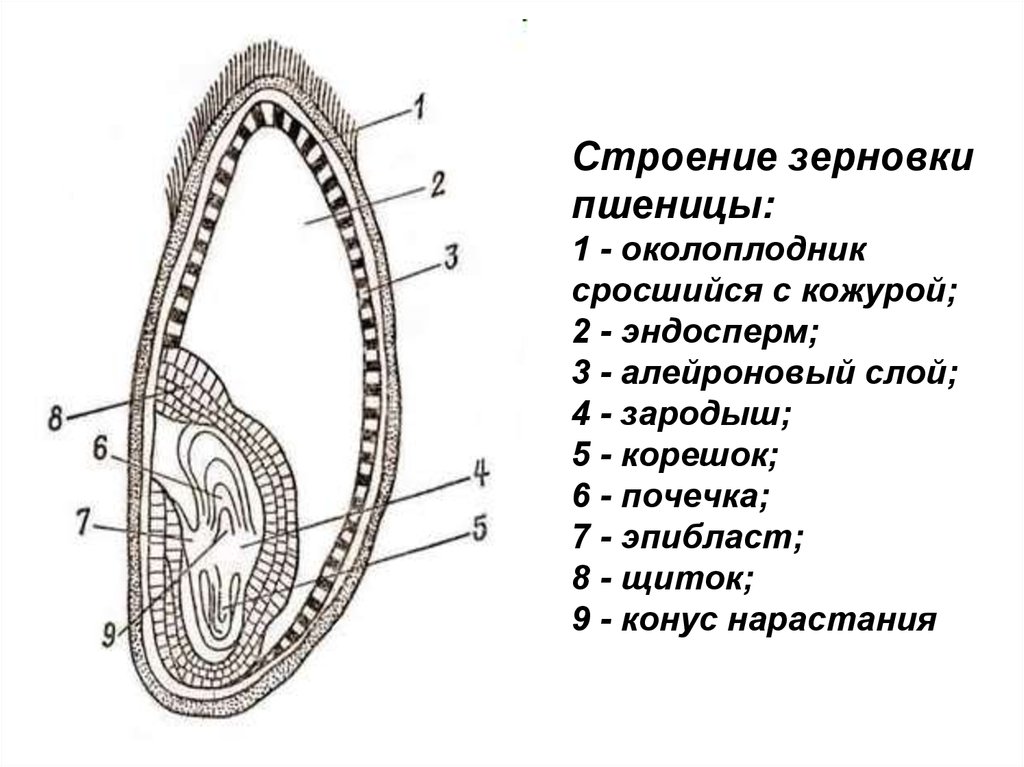 1
2
3
8
6
4
7
5
9
Строение зерновки
пшеницы:
1 - околоплодник
сросшийся с кожурой;
2 - эндосперм;
3 - алейроновый слой;
4 - зародыш;
5 - корешок;
6 - почечка;
7 - эпибласт;
8 - щиток;
9 - конус нарастания